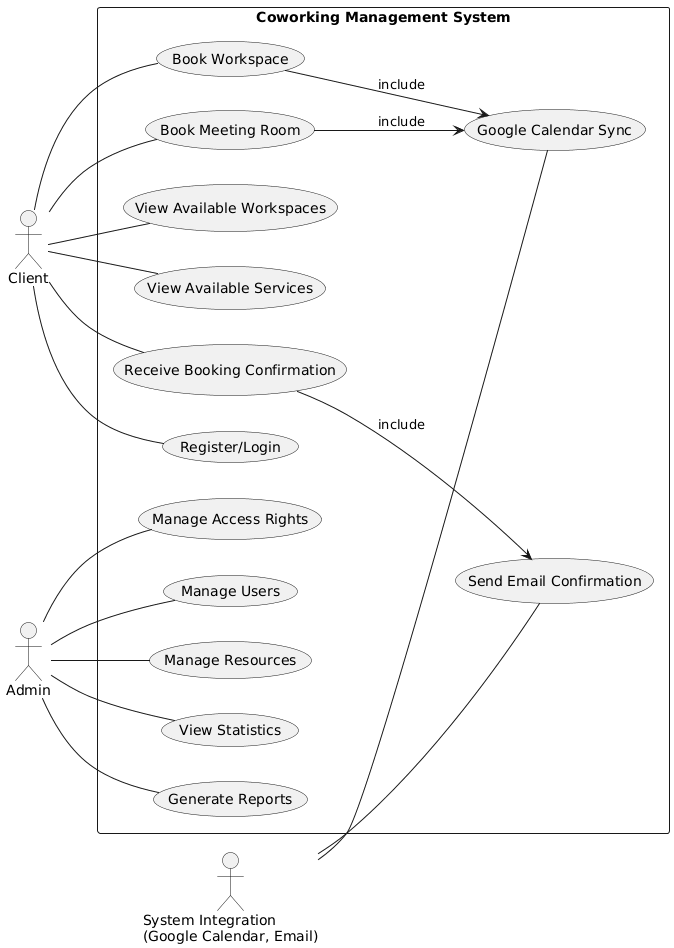 Coworking Management System
Book Workspace
include
Book Meeting Room
include
Google Calendar Sync
View Available Workspaces
Client
View Available Services
Receive Booking Confirmation
include
Register/Login
Manage Access Rights
Send Email Confirmation
Manage Users
Manage Resources
Admin
View Statistics
Generate Reports
System Integration
(Google Calendar, Email)